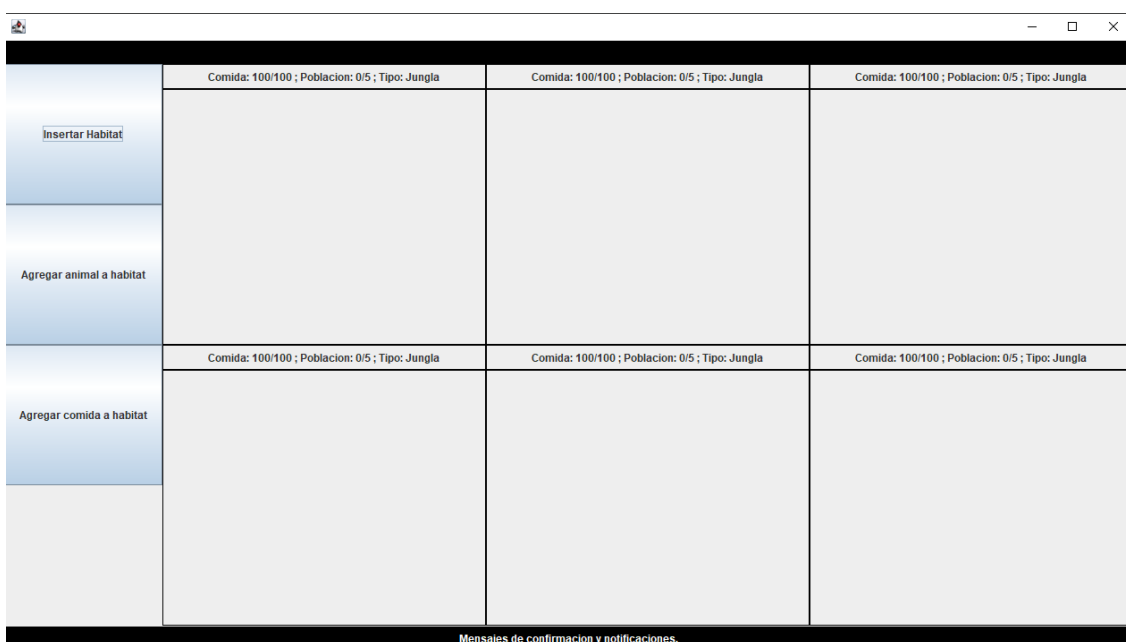 Comida: 100/100 ; Poblacion: 0/5 ; Tipo: Jungla
Comida: 100/100 ; Poblacion: 0/5 ; Tipo: Jungla
Comida: 100/100 ; Poblacion: 0/5 ; Tipo: Jungla
Insertar Habitat
Agregar animal a habitat
Comida: 100/100 ; Poblacion: 0/5 ; Tipo: Jungla
Comida: 100/100 ; Poblacion: 0/5 ; Tipo: Jungla
Comida: 100/100 ; Poblacion: 0/5 ; Tipo: Jungla
Agregar comida a habitat
Mensajes de confirmacion y notificaciones.